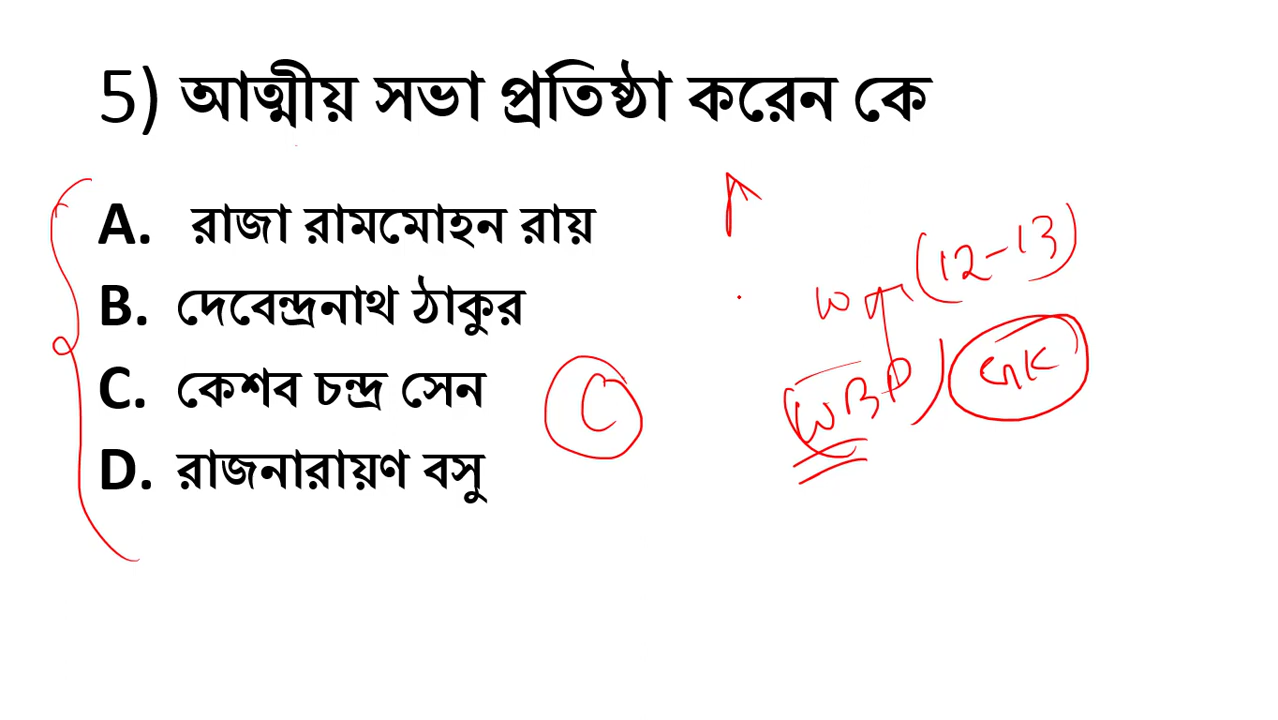 5) আত্মীয় সভা প্রতিষ্ঠা করেন কে
A. রাজা রামমোহন রায়
B. দেবেন্দ্রনাথ ঠাকুর
C. কেশব চন্দ্র সেন
D. রাজনারায়ণ বসু
C
(12-13)
WBP) GK